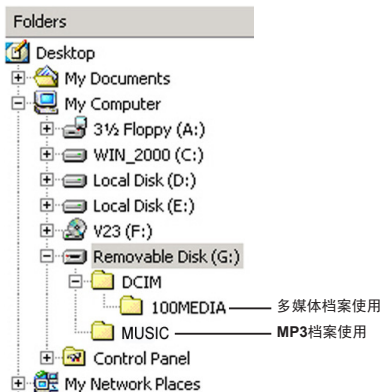 Folders
Desktop
My Documents
My Computer
3½ Floppy (A:)
WIN_2000 (C:)
Local Disk (D:)
Local Disk (E:)
V23 (F:)
Removable Disk (G:)
DCIM
100MEDIA 多媒体档案使用
MUSIC MP3档案使用
Control Panel
My Network Places